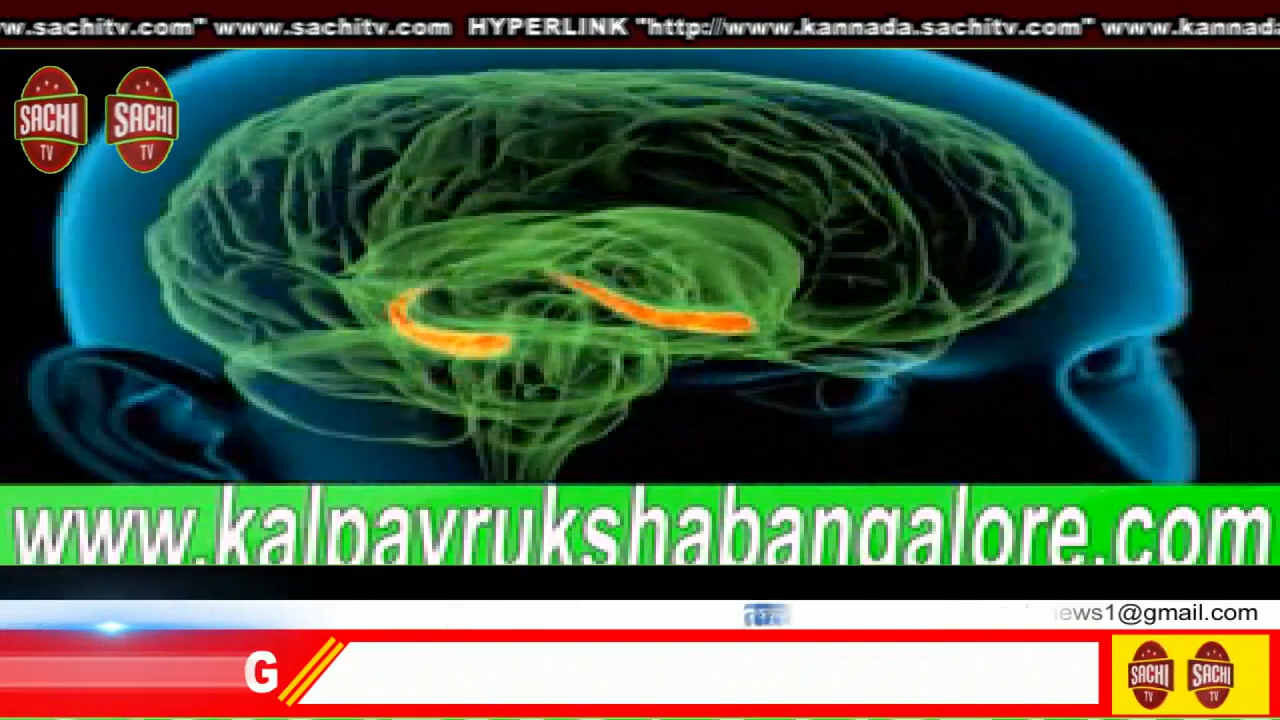 w.sachitv.com" www.sachitv.com HYPERLINK "http://www.kannada.sachitv.com" www.kannad
SACHI TV SACHI TV
www.kalpavrukshabangalore.com
ews1@gmail.com
G
SACHI TV SACHI TV